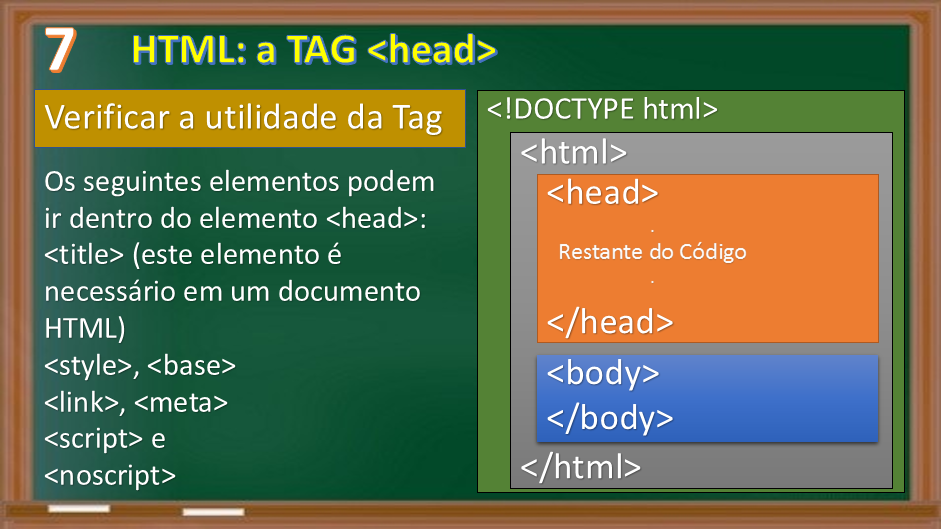 7
HTML: a TAG <head>
Verificar a utilidade da Tag
Os seguintes elementos podem
ir dentro do elemento <head>:
<title> (este elemento é
necessário em um documento
HTML)
<style>, <base>
<link>, <meta>
<script> e
<noscript>
<!DOCTYPE html>
<html>
<head>
.
Restante do Código
.
</head>
<body>
</body>
</html>